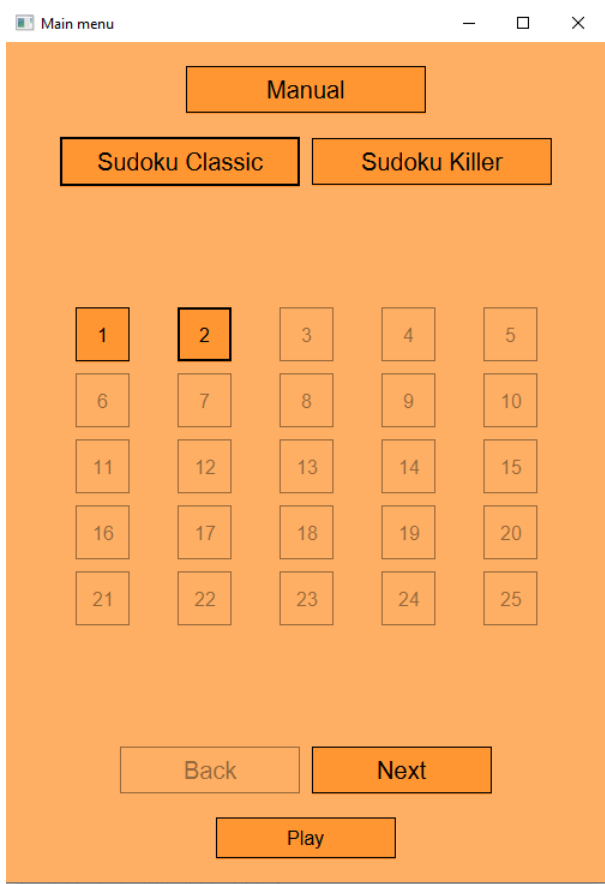 Main menu
Manual
Sudoku Classic Sudoku Killer
1 2 3 4 5
6 7 8 9 10
11 12 13 14 15
16 17 18 19 20
21 22 23 24 25
Back Next
Play